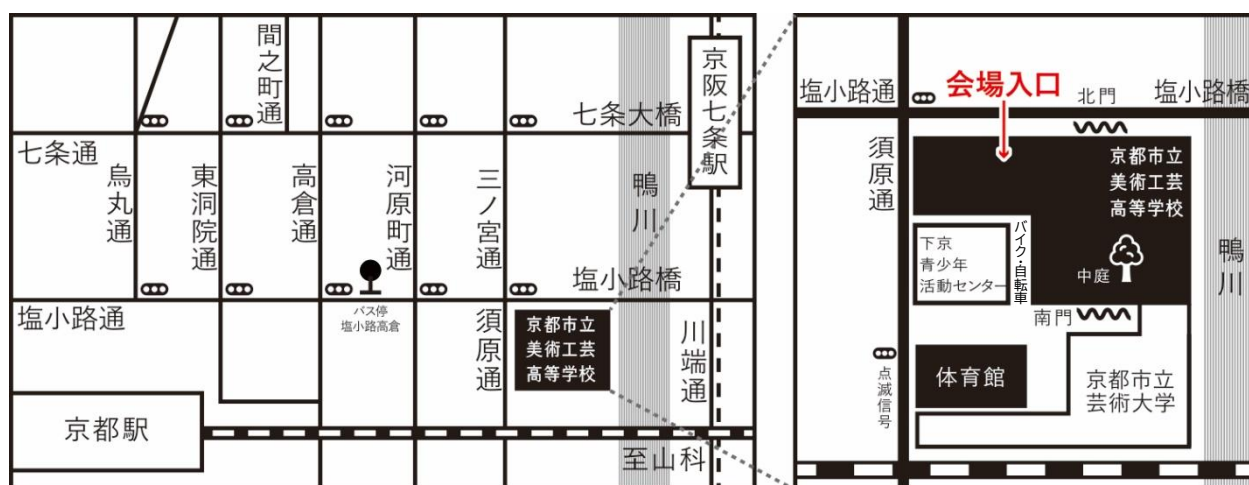 間之町通
京阪七条駅
七条大橋
七条通
烏丸通
東洞院通
高倉通
河原町通
三ノ宮通
鴨川
塩小路橋
塩小路通
バス停
塩小路高倉
須原通
京都市立
美術工芸
高等学校
川端通
京都駅
至山科
塩小路通
会場入口
北門
塩小路橋
須原通
京都市立
美術工芸
高等学校
下京
青少年
活動センター
バイク・自転車
中庭
鴨川
南門
点滅信号
体育館
京都市立
芸術大学